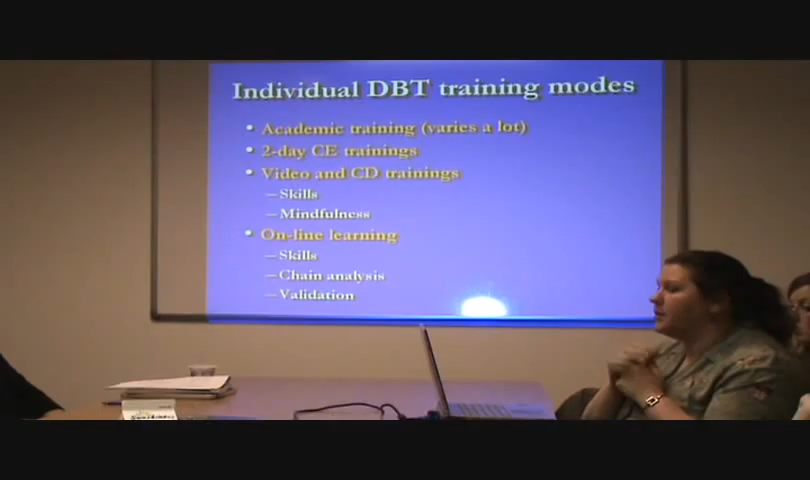 Individual DBT training modes
• Academic training (varies a lot)
• 2-day CE trainings
• Video and CD trainings
– Skills
– Mindfulness
• On-line learning
– Skills
– Chain analysis
– Validation